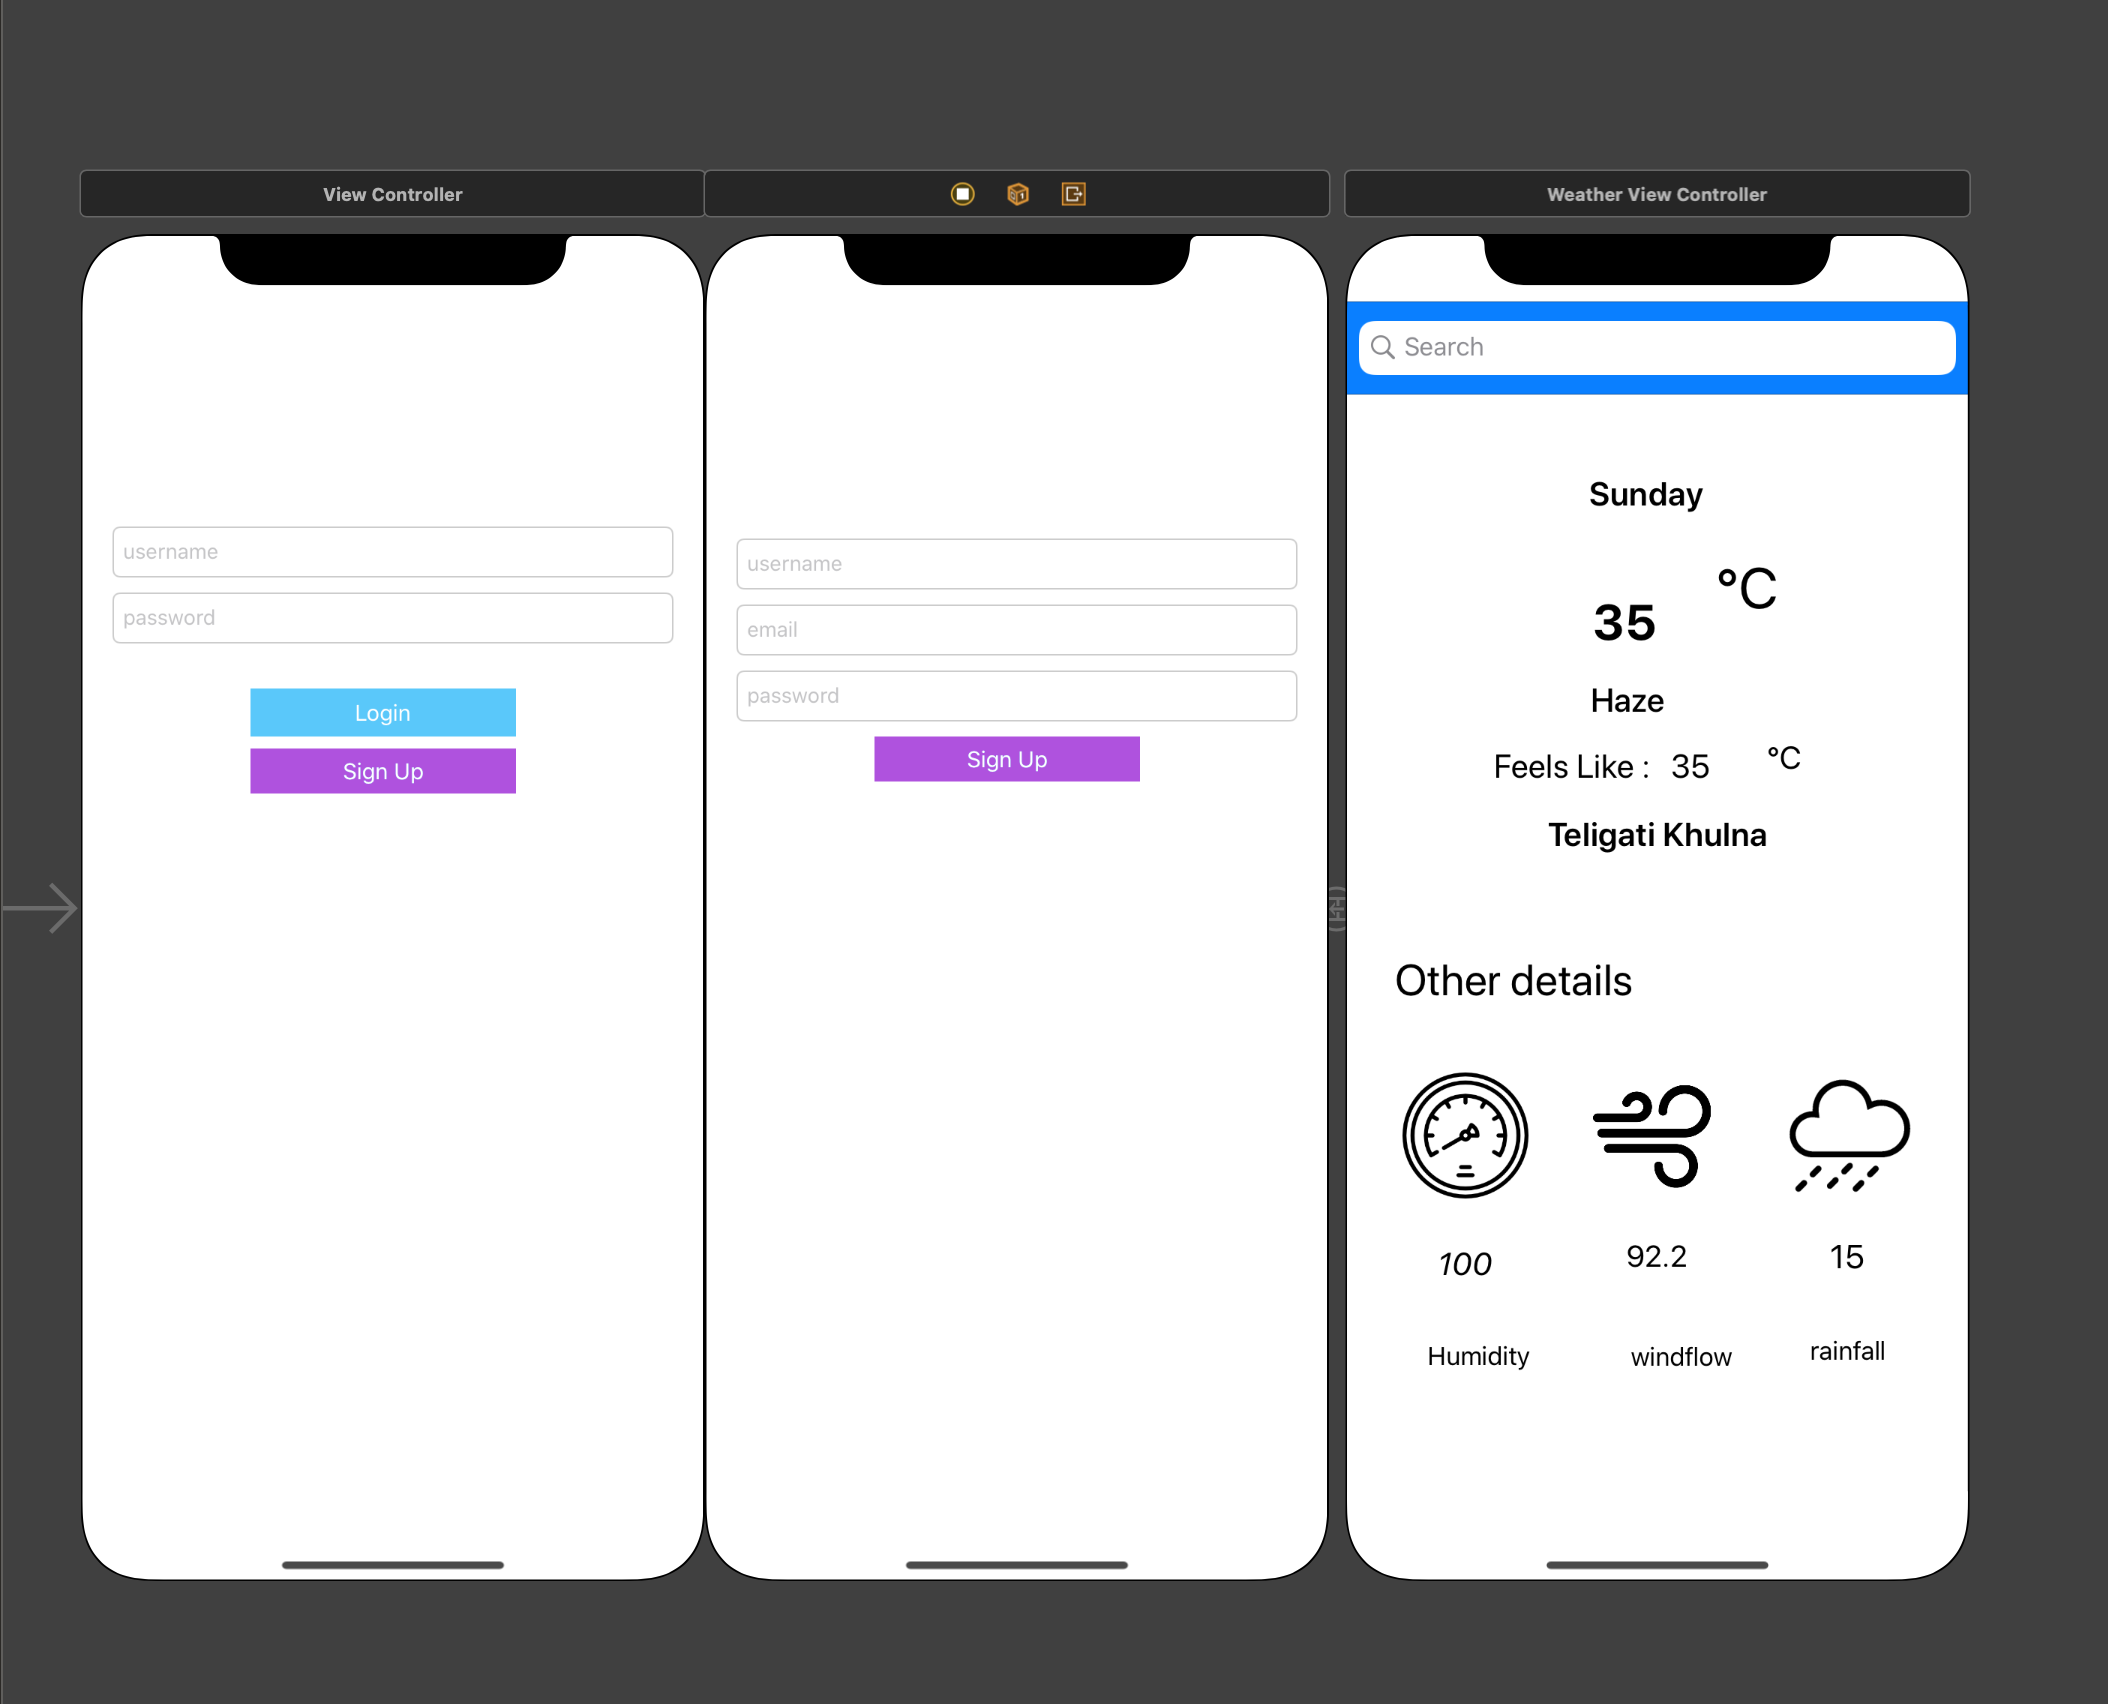 View Controller
username
password
Login
Sign Up
username
email
password
Sign Up
Weather View Controller
Search
Sunday
35 °C
Haze
Feels Like : 35 °C
Teligati Khulna
Other details
100 92.2 15
Humidity windflow rainfall